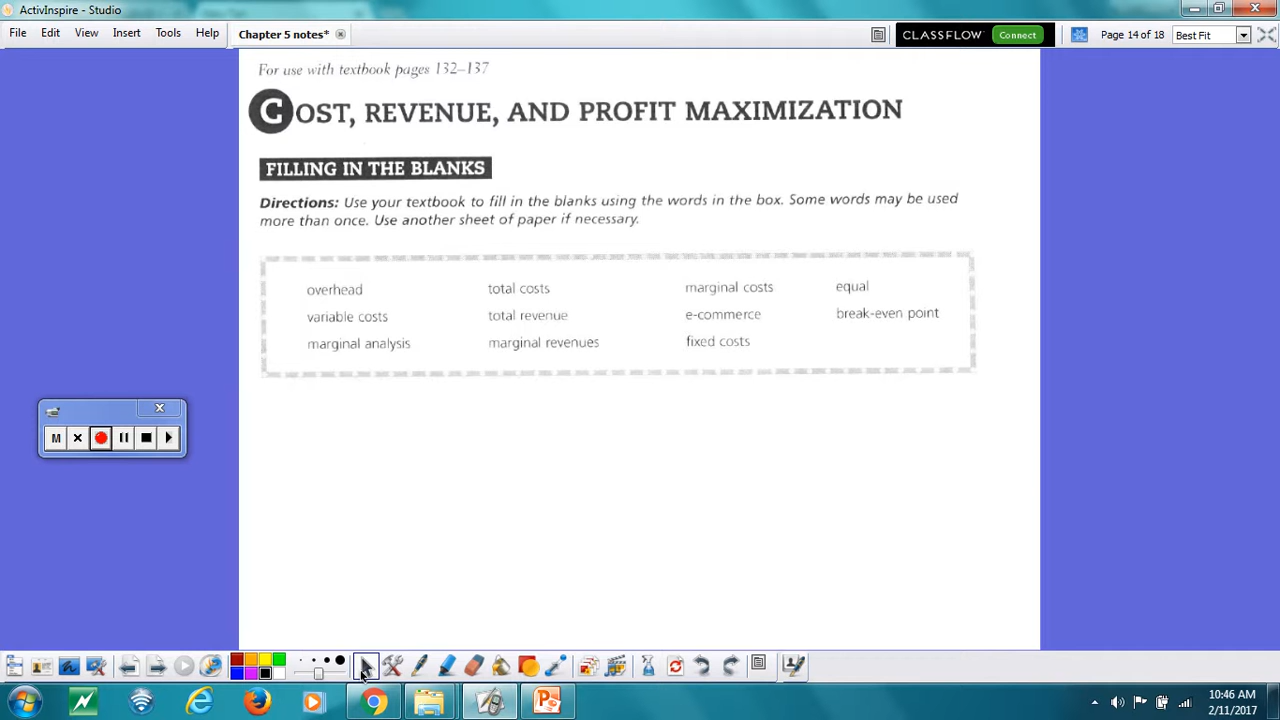 ActivInspire - Studio
File Edit View Insert Tools Help Chapter 5 notes* CLASSFLOW Connect Page 14 of 18 Best Fit
For use with textbook pages 132–137
COST, REVENUE, AND PROFIT MAXIMIZATION
FILLING IN THE BLANKS
Directions: Use your textbook to fill in the blanks using the words in the box. Some words may be used
more than once. Use another sheet of paper if necessary.
overhead total costs marginal costs equal
variable costs total revenue e-commerce break-even point
marginal analysis marginal revenues fixed costs
M
10:46 AM
2/11/2017